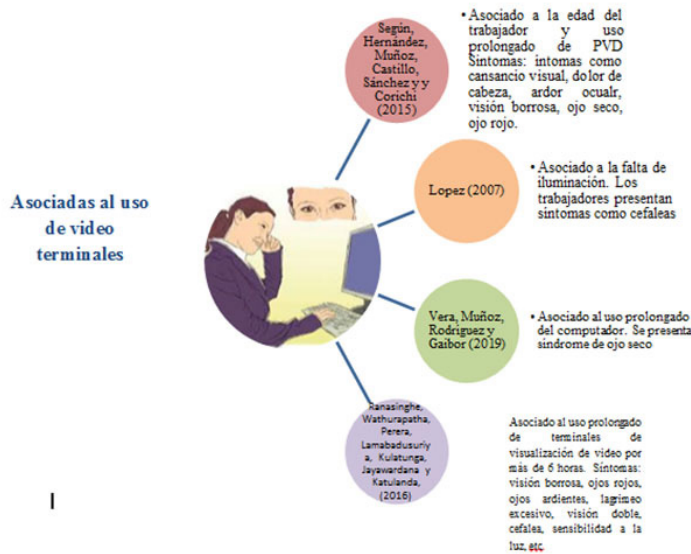 Asociadas al uso
de video
terminales
Según,
Hernández,
Muñoz,
Castillo,
Sánchez y y
Corichi
(2015)
• Asociado a la edad del
trabajador y uso
prolongado de PVD
Sintomas: intomas como
cansancio visual, dolor de
cabeza, ardor ocualr,
visión borrosa, ojo seco,
ojo rojo.
Lopez (2007)
• Asociado a la falta de
iluminación. Los
trabajadores presentan
sintomas como cefaleas
Vera, Muñoz,
Rodríguez y
Gaibor (2019)
• Asociado al uso prolongado
del computador. Se presenta
síndrome de ojo seco
Ranasinghe,
Wathurapatha,
Perera,
Lamabadusuriy
a, Kulatunga,
Jayawardana y
Katulanda,
(2016)
Asociado al uso prolongado
de terminales de
visualización de video por
más de 6 horas. Síntomas:
visión borrosa, ojos rojos,
ojos ardientes, lagrimeo
excesivo, visión doble,
cefalea, sensibilidad a la
luz, etc